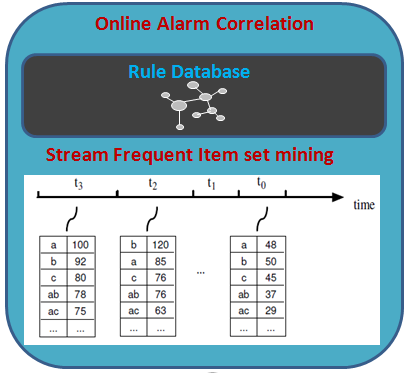 Online Alarm Correlation
Rule Database
Stream Frequent Item set mining
t3 t2 t1 t0
time
a 100 b 120 a 48
b 92 a 85 b 50
c 80 c 76 c 45
ab 78 ab 76 ... ab 37
ac 75 ac 63 ac 29
... ... ... ... ... ...